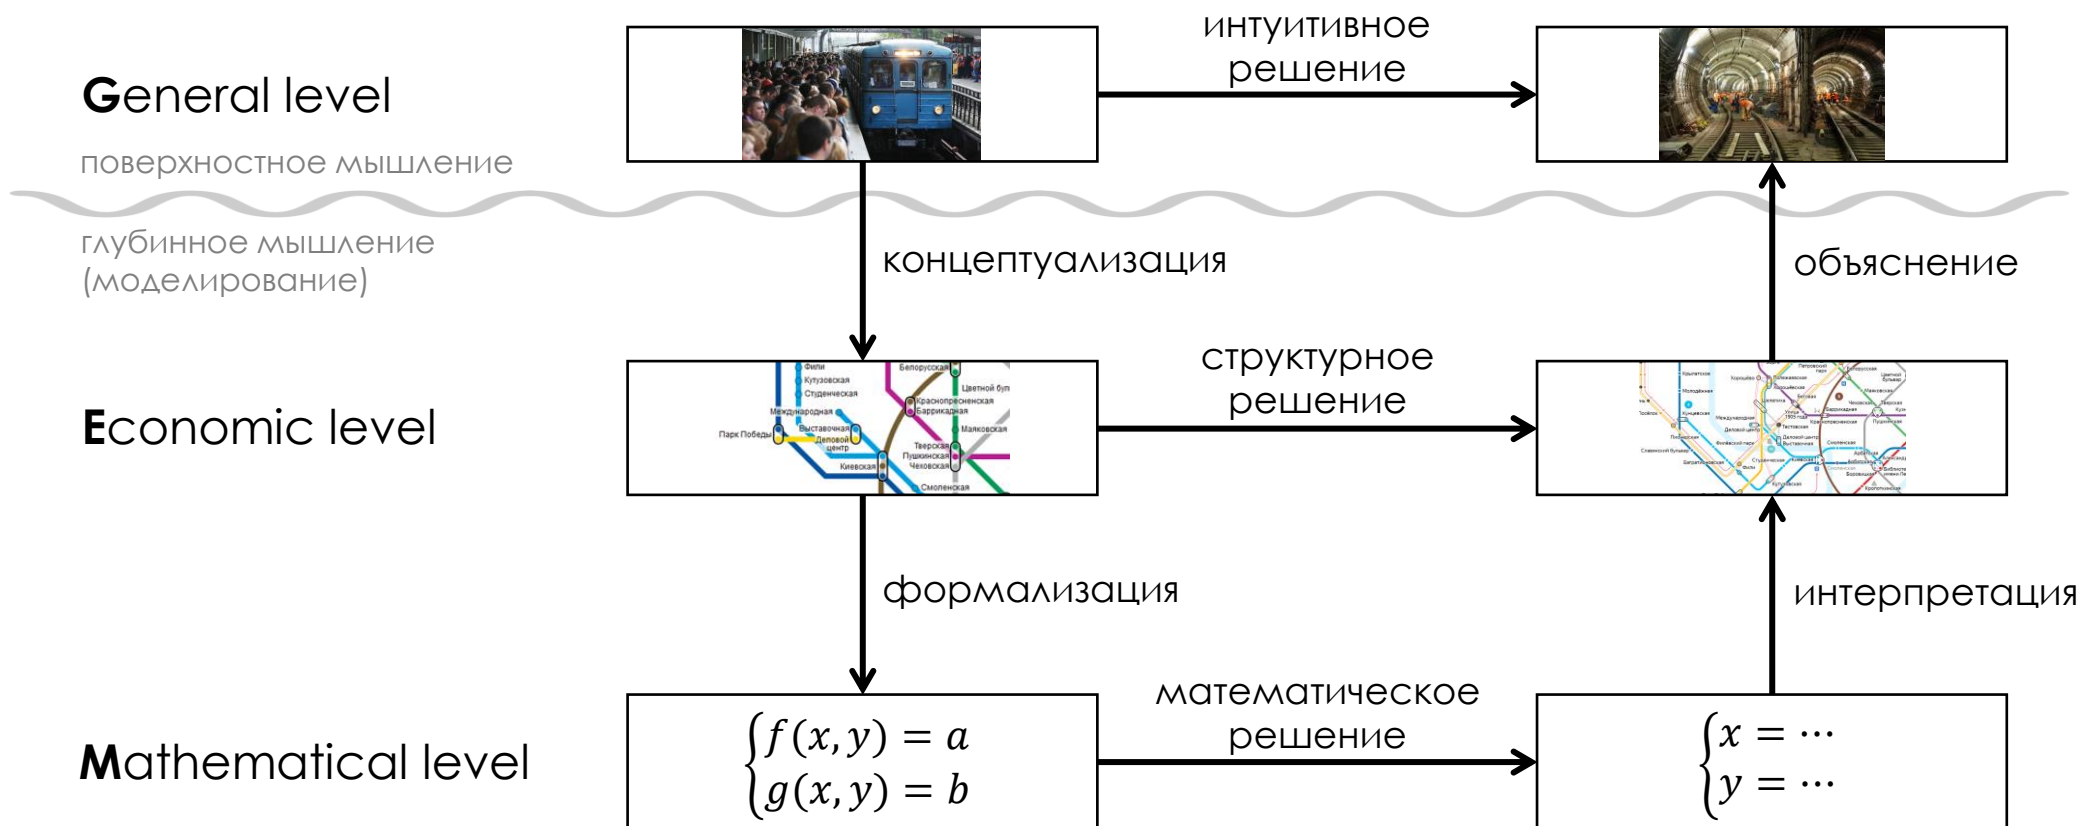 General level
поверхностное мышление
интуитивное
решение
глубинное мышление
(моделирование)
концептуализация
объяснение
Economic level
Фили
Кутузовская
Студенческая
Международная
Выставочная
Деловой
центр
Парк Победы
Киевская
Белорусская
Цветной бул
Краснопресненская
Баррикадная
Маяковская
Тверская
Пушкинская
Чеховская
Смоленская
структурное
решение
формализация
интерпретация
Mathematical level
{f(x, y) = a
g(x, y) = b
математическое
решение
{x = ⋯
y = ⋯